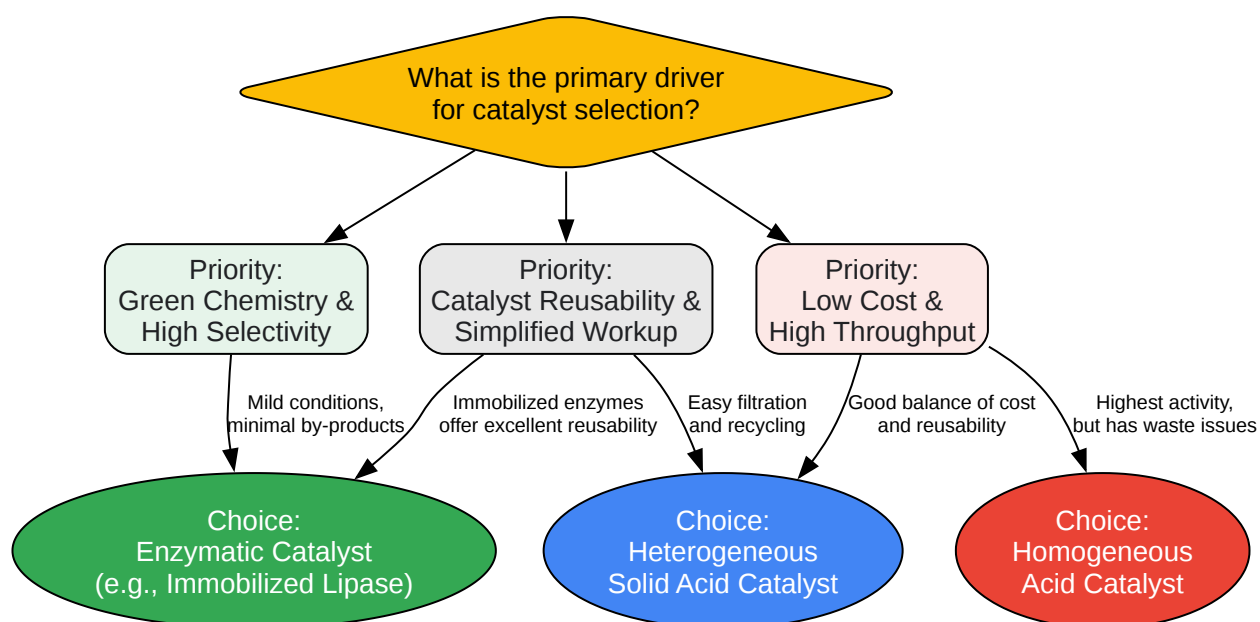 What is the primary driver
for catalyst selection?
Priority:
Green Chemistry &
High Selectivity
Priority:
Catalyst Reusability &
Simplified Workup
Priority:
Low Cost &
High Throughput
Mild conditions,
minimal by-products
Immobilized enzymes
offer excellent reusability
Easy filtration
and recycling
Good balance of cost
and reusability
Highest activity,
but has waste issues
Choice:
Enzymatic Catalyst
(e.g., Immobilized Lipase)
Choice:
Heterogeneous
Solid Acid Catalyst
Choice:
Homogeneous
Acid Catalyst